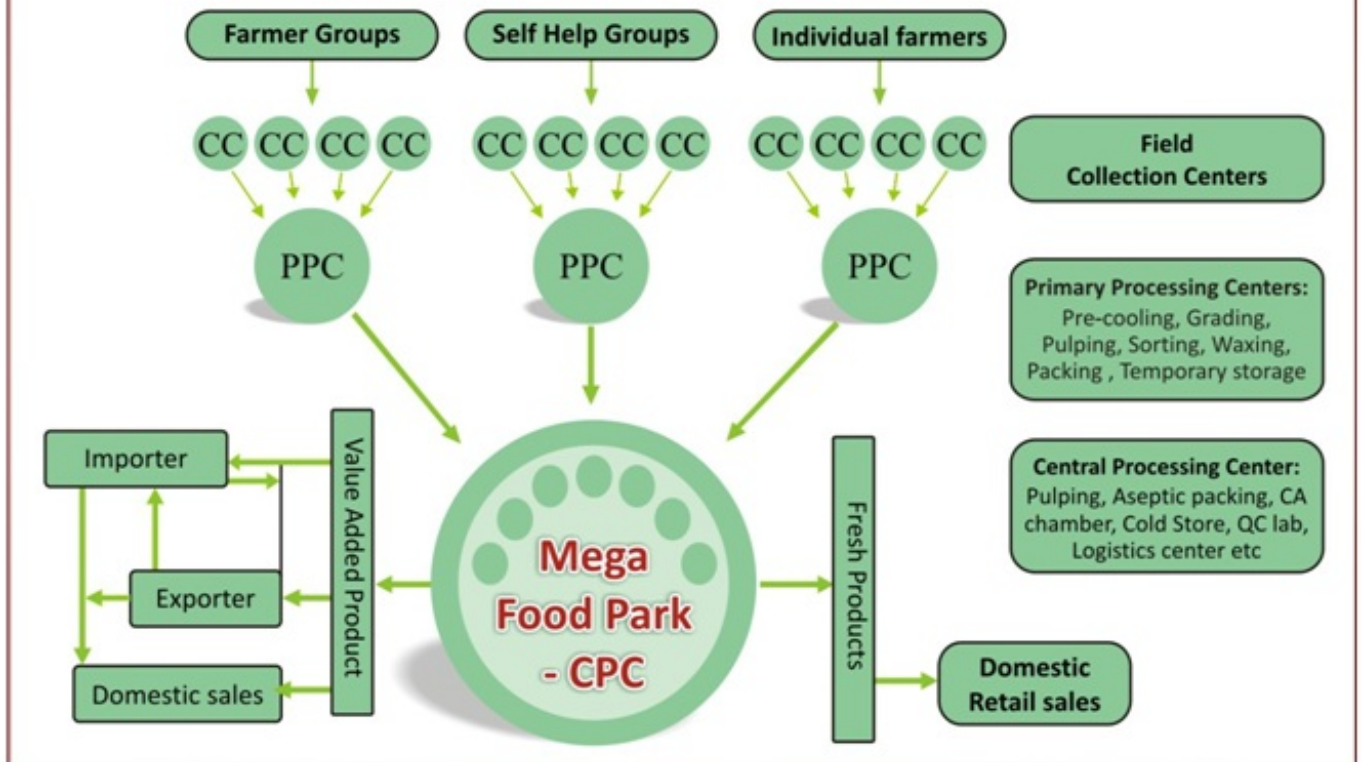 Farmer Groups
Self Help Groups
Individual farmers
CC CC CC CC
CC CC CC CC
CC CC CC CC
Field
Collection Centers
PPC
PPC
PPC
Primary Processing Centers:
Pre-cooling, Grading,
Pulping, Sorting, Waxing,
Packing , Temporary storage
Importer
Exporter
Domestic sales
Value Added Product
Mega
Food Park
- CPC
Fresh Products
Central Processing Center:
Pulping, Aseptic packing, CA
chamber, Cold Store, QC lab,
Logistics center etc
Domestic
Retail sales